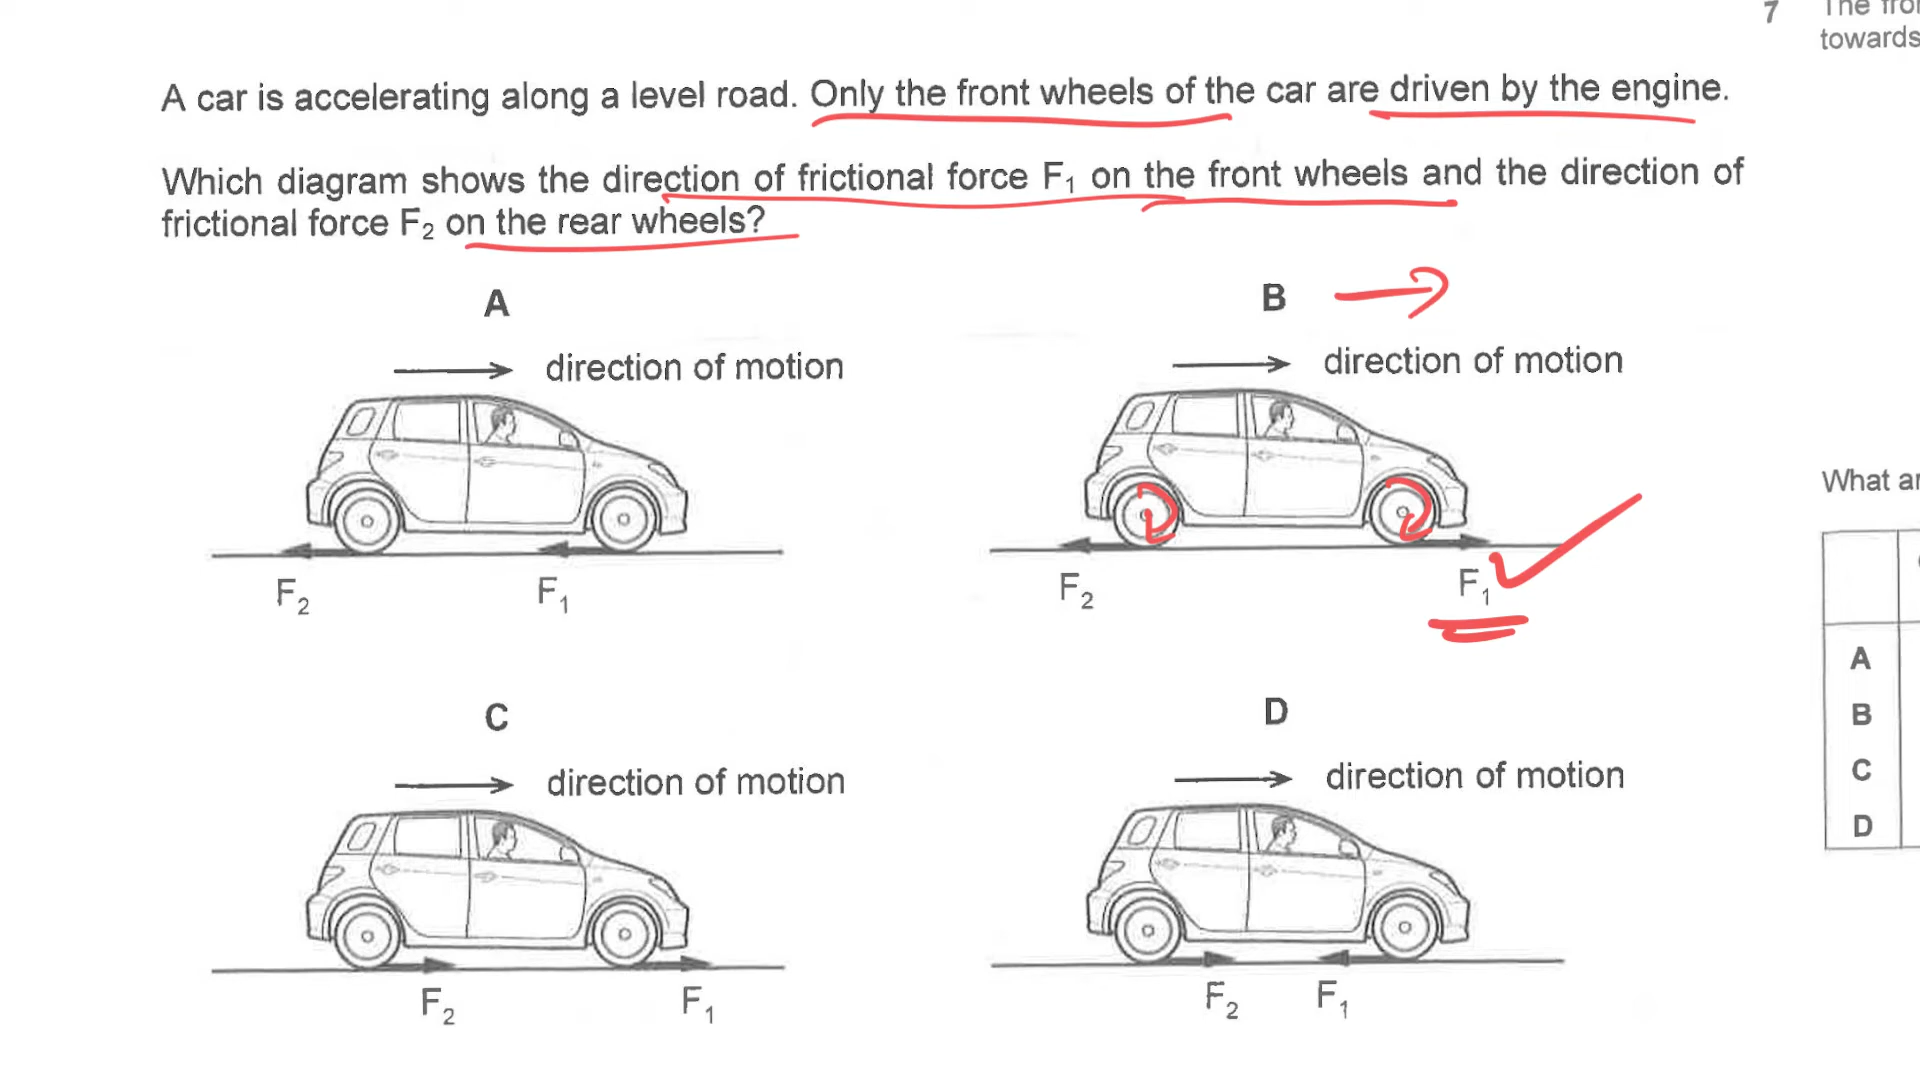 7 The
towards
A car is accelerating along a level road. Only the front wheels of the car are driven by the engine.
Which diagram shows the direction of frictional force F₁ on the front wheels and the direction of
frictional force F₂ on the rear wheels?
A
direction of motion
F₂ F₁
B
direction of motion
F₂ F₁
C
direction of motion
F₂ F₁
D
direction of motion
F₂ F₁
What
A
B
C
D